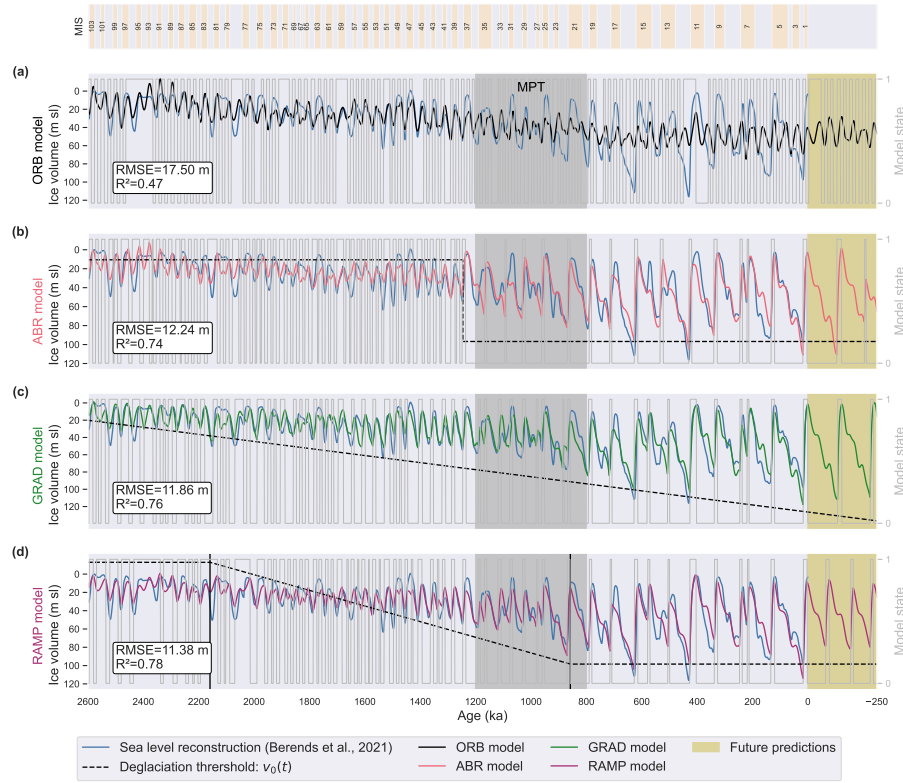 MIS
103 101 99 97 95 93 91 89 87 85 83 81 79 77 75 73 71 69 67 65 63 61 59 57 55 53 51 49 47 45 43 41 39 37 35 33 31 29 27 25 23 21 19 17 15 13 11 9 7 5 3 1
(a)
MPT
ORB model
Ice volume (m sl)
0
20
40
60
80
100
120
RMSE=17.50 m
R²=0.47
1
0
Model state
(b)
ABR model
Ice volume (m sl)
0
20
40
60
80
100
120
RMSE=12.24 m
R²=0.74
1
0
Model state
(c)
GRAD model
Ice volume (m sl)
0
20
40
60
80
100
120
RMSE=11.86 m
R²=0.76
1
0
Model state
(d)
RAMP model
Ice volume (m sl)
0
20
40
60
80
100
120
RMSE=11.38 m
R²=0.78
1
0
Model state
2600 2400 2200 2000 1800 1600 1400 1200 1000 800 600 400 200 0 −250
Age (ka)
Sea level reconstruction (Berends et al., 2021)
Deglaciation thrershold: v₀(t)
ORB model
ABR model
GRAD model
RAMP model
Future predictions